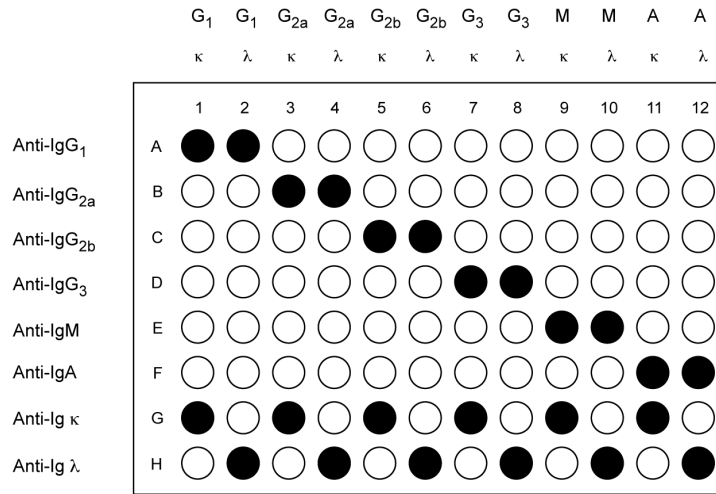 G₁ G₁ G₂ₐ G₂ₐ G₂b G₂b G₃ G₃ M M A A
κ λ κ λ κ λ κ λ κ λ κ λ
1 2 3 4 5 6 7 8 9 10 11 12
Anti-IgG₁ A
Anti-IgG₂ₐ B
Anti-IgG₂b C
Anti-IgG₃ D
Anti-IgM E
Anti-IgA F
Anti-Ig κ G
Anti-Ig λ H